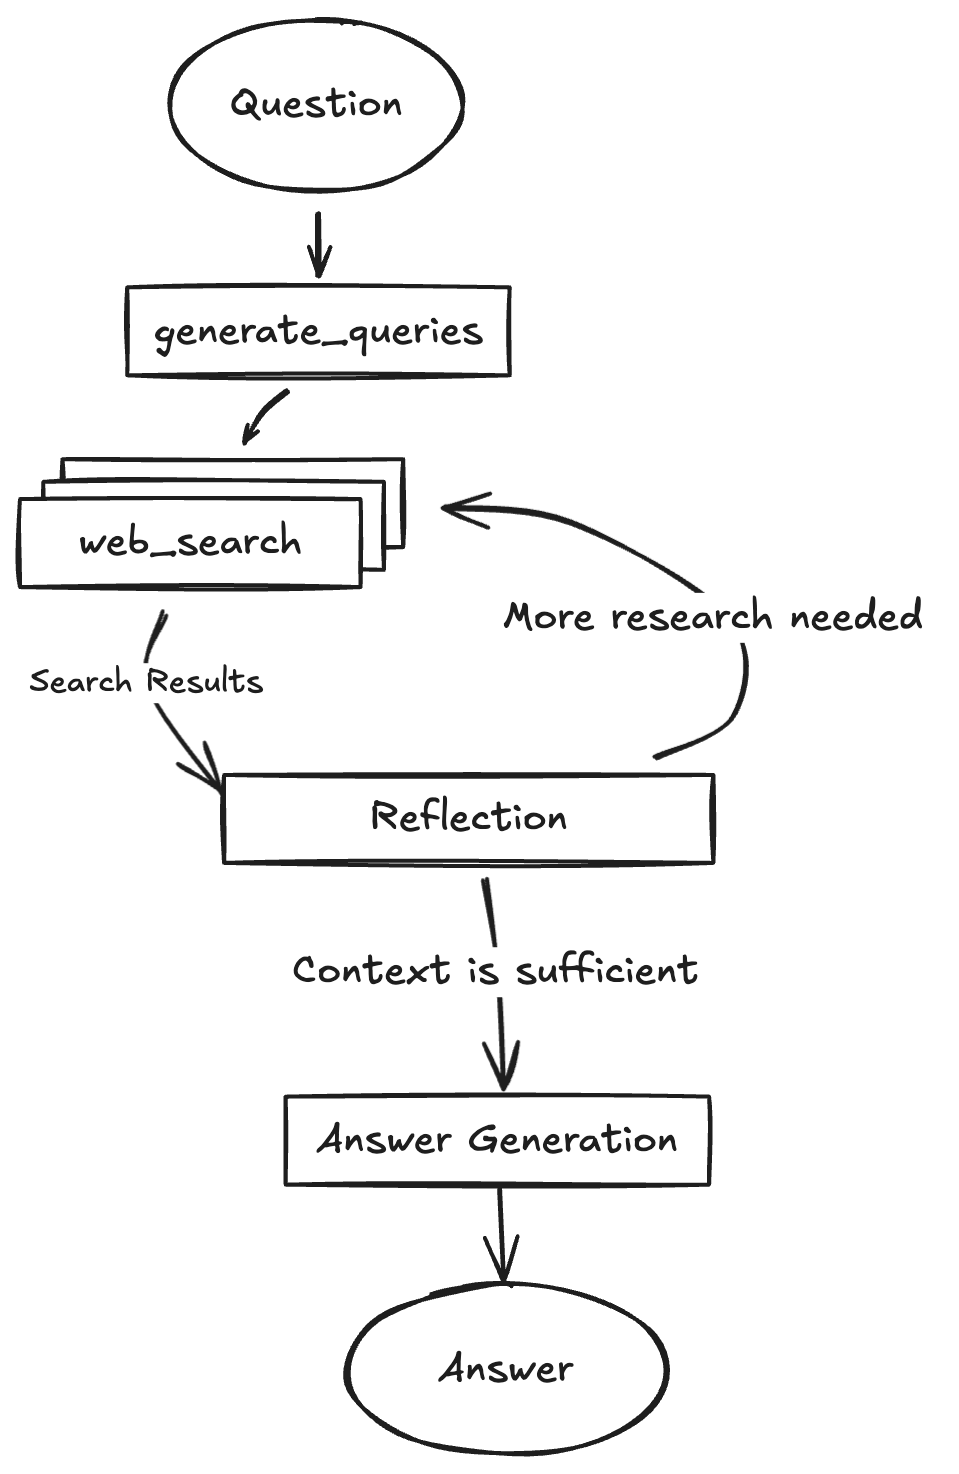 Question
generate_queries
web_search
More research needed
Search Results
Reflection
Context is sufficient
Answer Generation
Answer